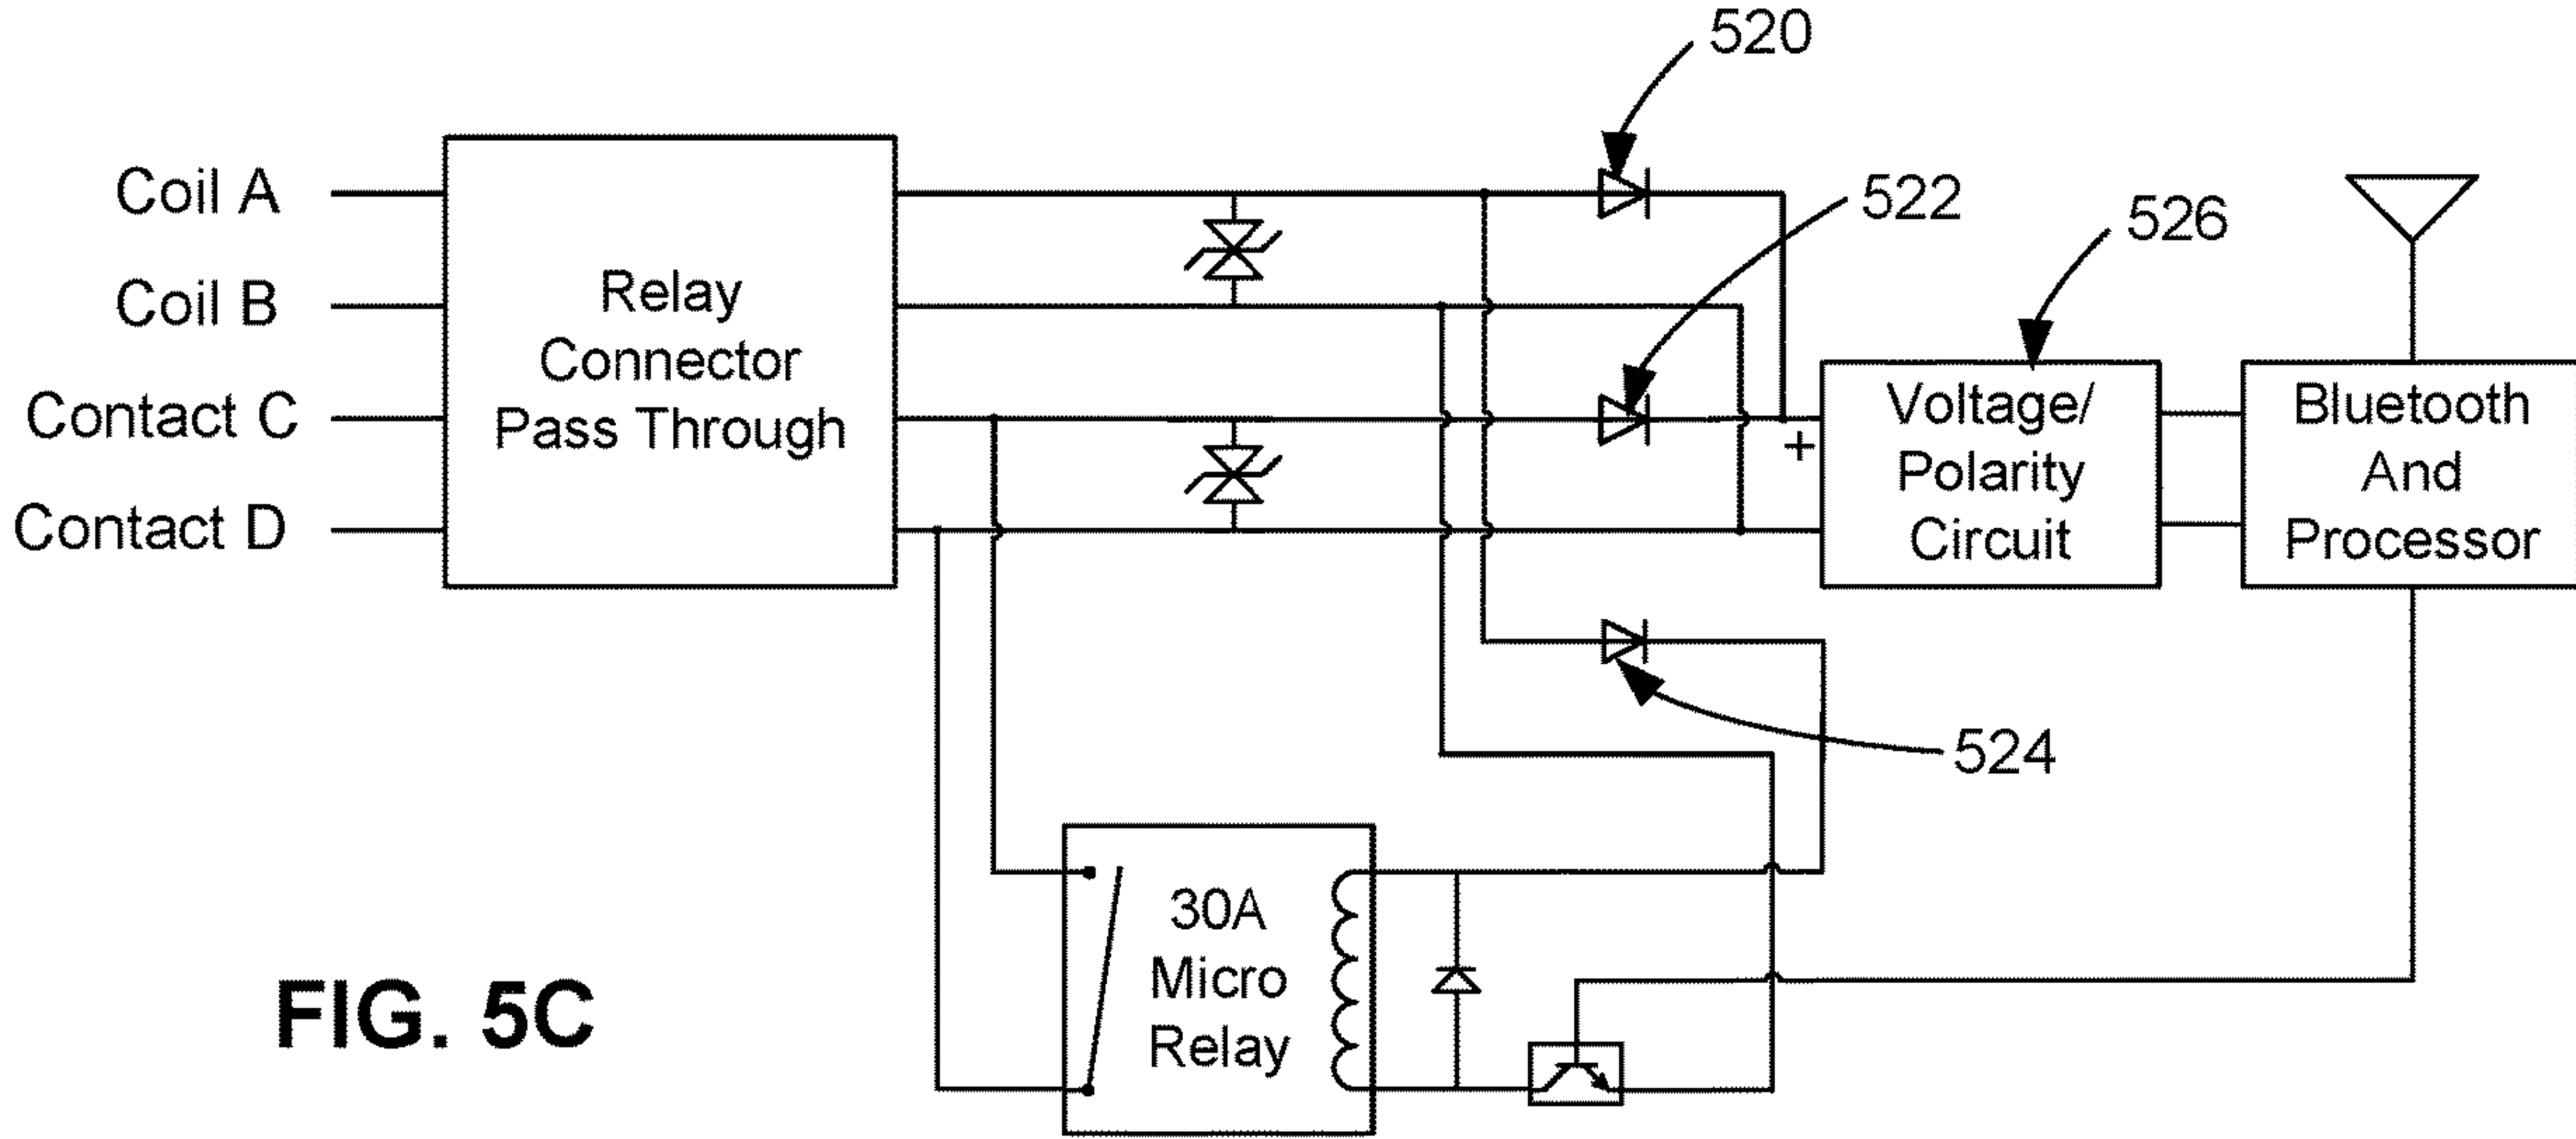 520
522
526
Coil A
Coil B
Contact C
Contact D
Relay
Connector
Pass Through
+
Voltage/
Polarity
Circuit
Bluetooth
And
Processor
524
30A
Micro
Relay
FIG. 5C